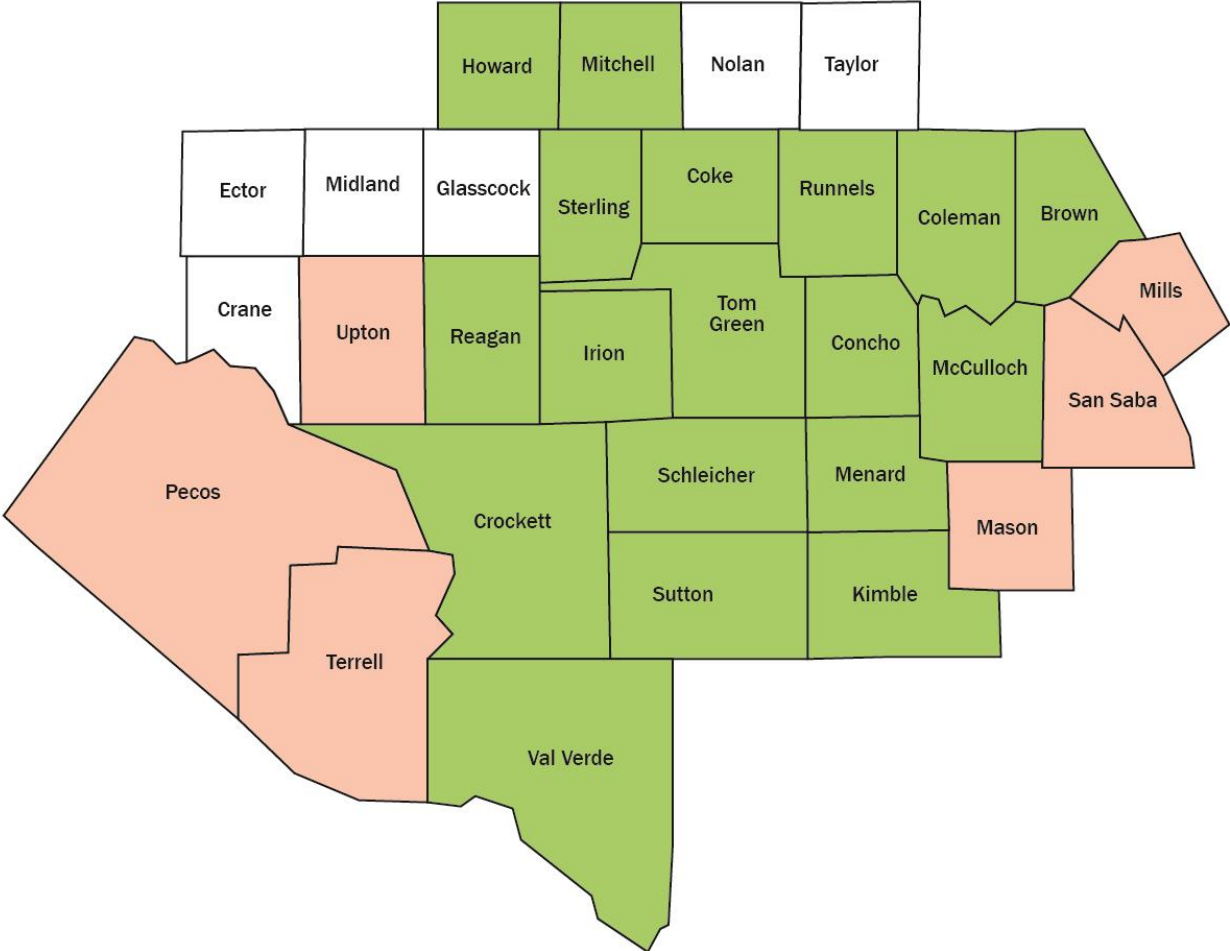 Howard
Mitchell
Nolan
Taylor
Ector
Midland
Glasscock
Sterling
Coke
Runnels
Coleman
Brown
Mills
Crane
Upton
Reagan
Irion
Tom
Green
Concho
McCulloch
San Saba
Pecos
Crockett
Schleicher
Menard
Mason
Sutton
Kimble
Terrell
Val Verde